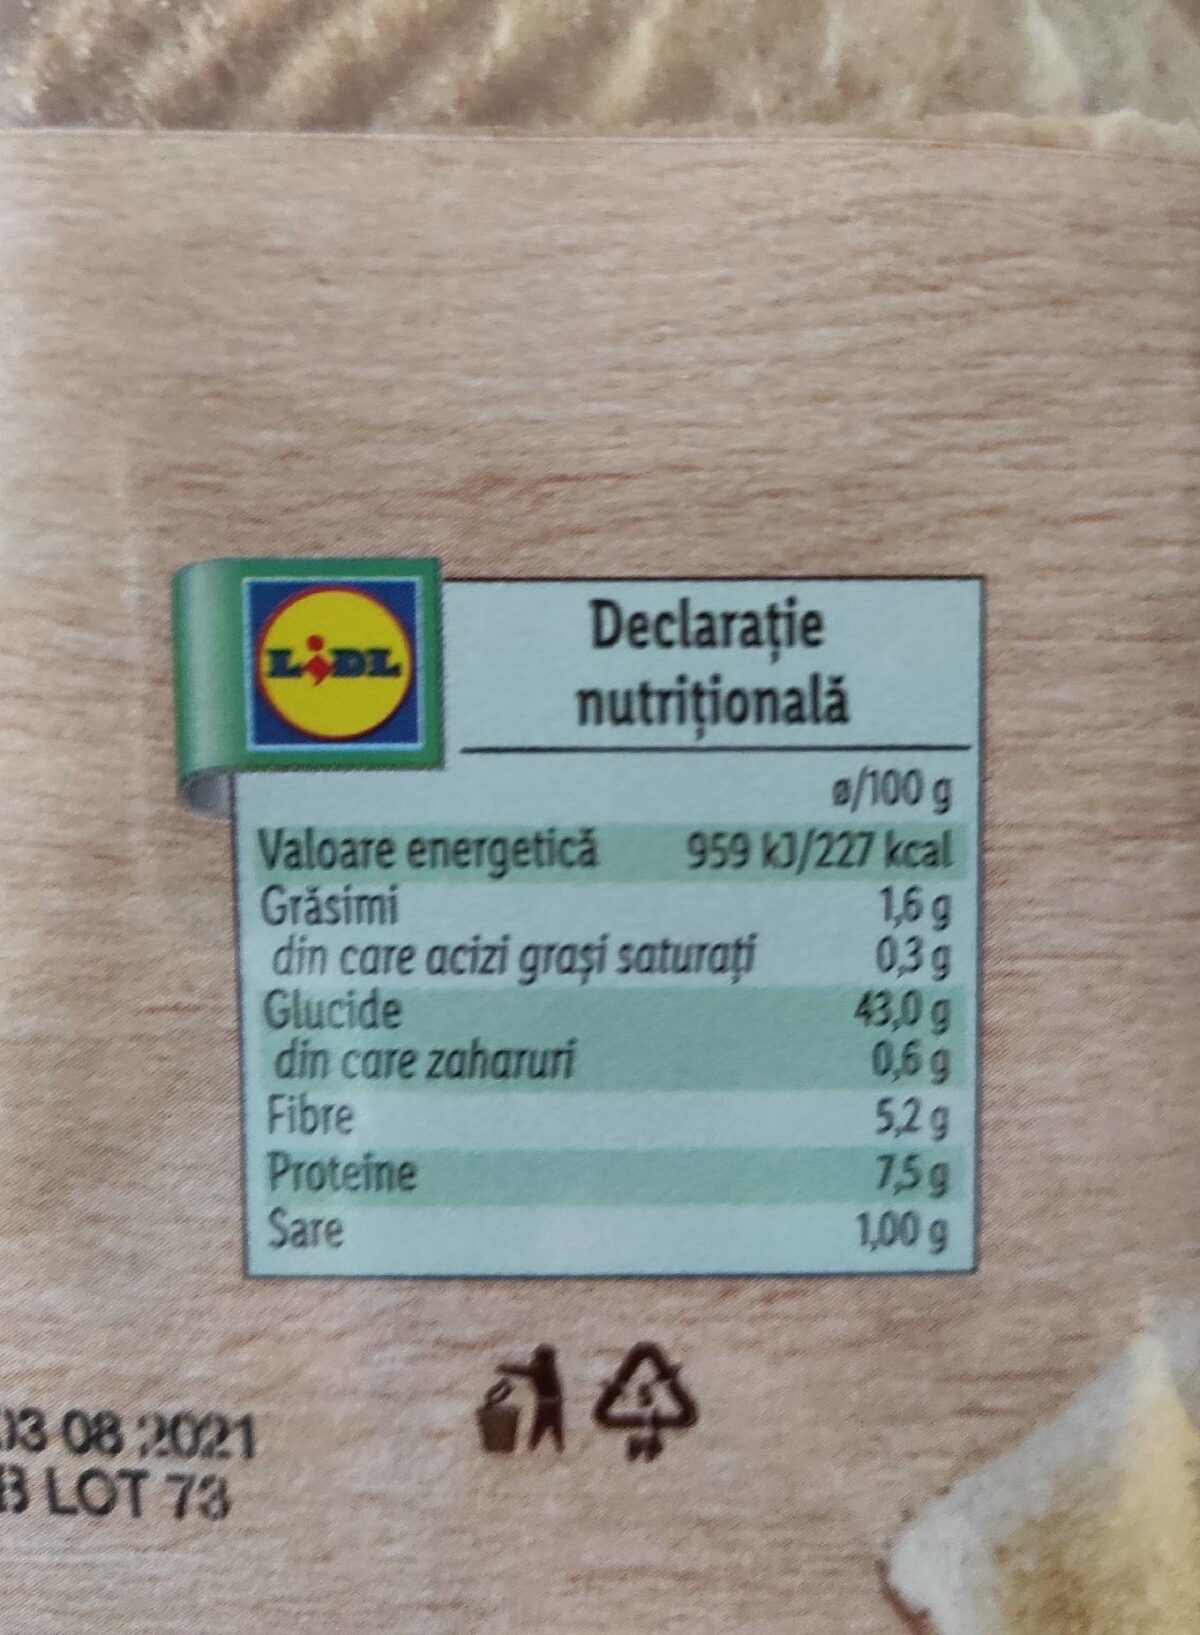 LIDL
Declarație
nutrițională
ø/100 g
Valoare energetică 959 kJ/227 kcal
Grăsimi 1,6 g
din care acizi grași saturați 0,3 g
Glucide 43,0 g
din care zaharuri 0,6 g
Fibre 5,2 g
Proteine 7,5 g
Sare 1,00 g
5
PP
03 08 2021
B LOT 73